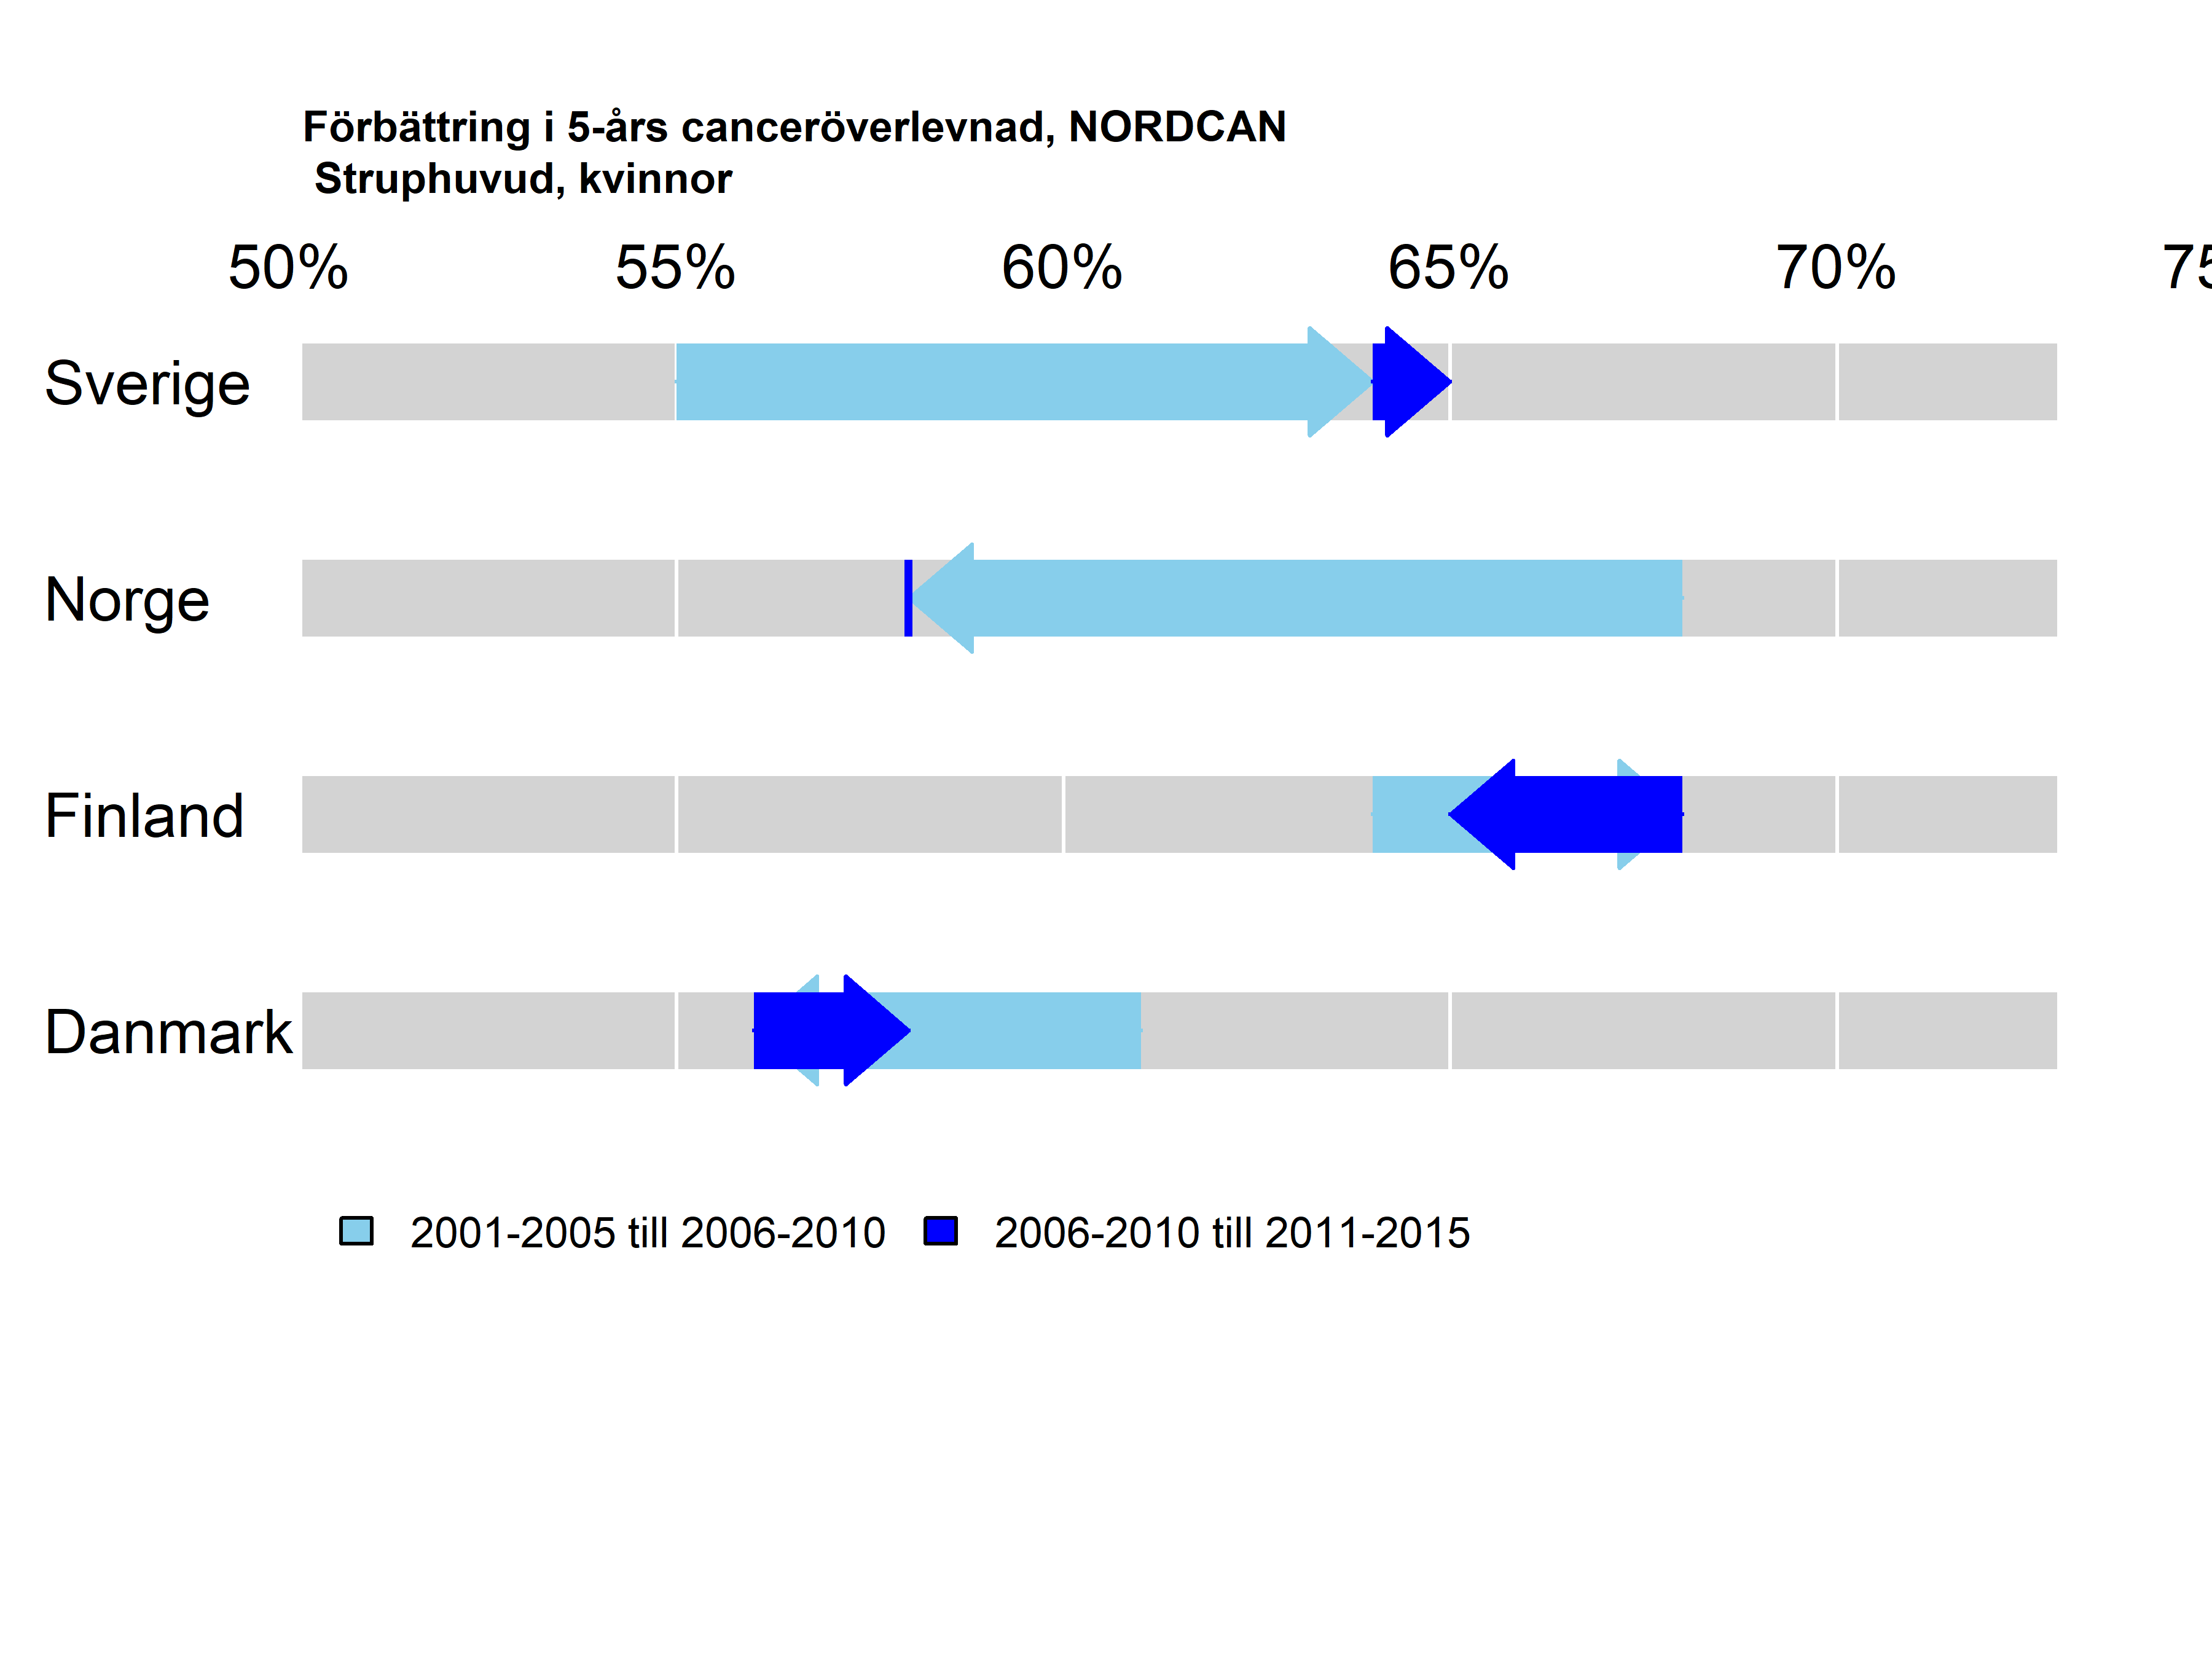 Förbättring i 5-års canceröverlevnad, NORDCAN
Struphuvud, kvinnor
50% 55% 60% 65% 70% 75
Sverige
Norge
Finland
Danmark
2001-2005 till 2006-2010 2006-2010 till 2011-2015